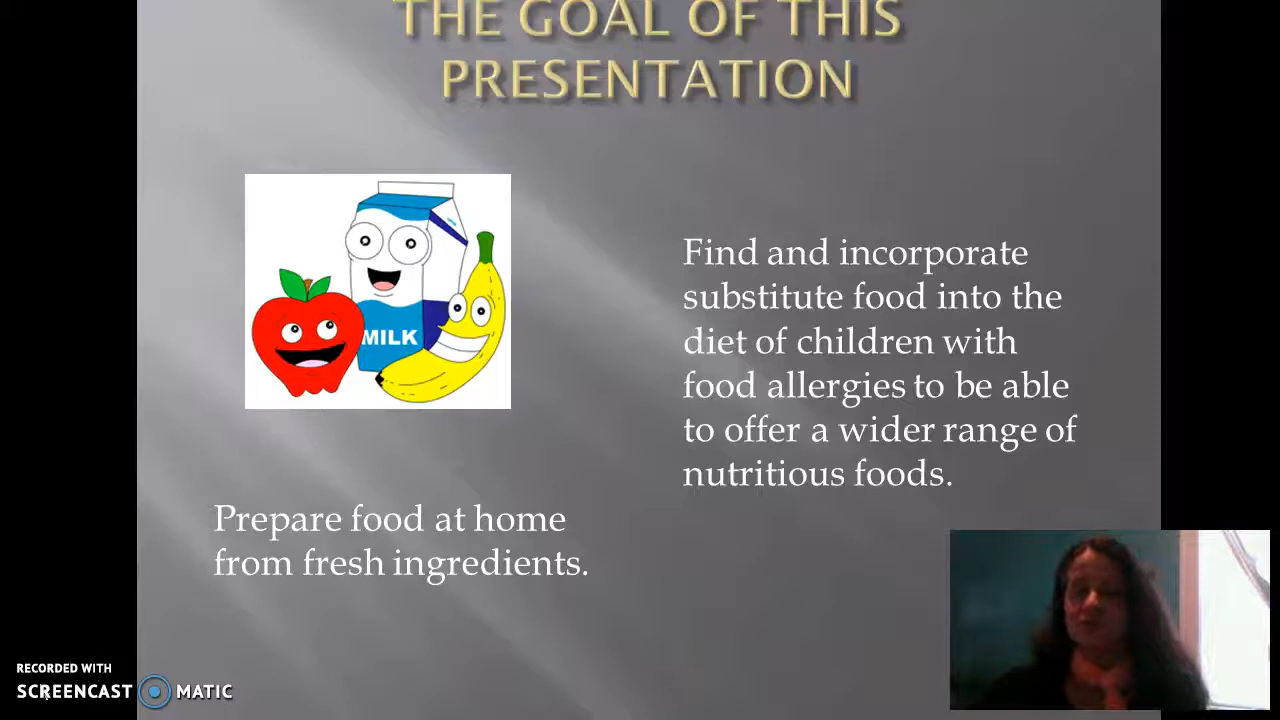 THE GOAL OF THIS
PRESENTATION
MILK
Find and incorporate
substitute food into the
diet of children with
food allergies to be able
to offer a wider range of
nutritious foods.
Prepare food at home
from fresh ingredients.
RECORDED WITH
SCREENCAST MATIC